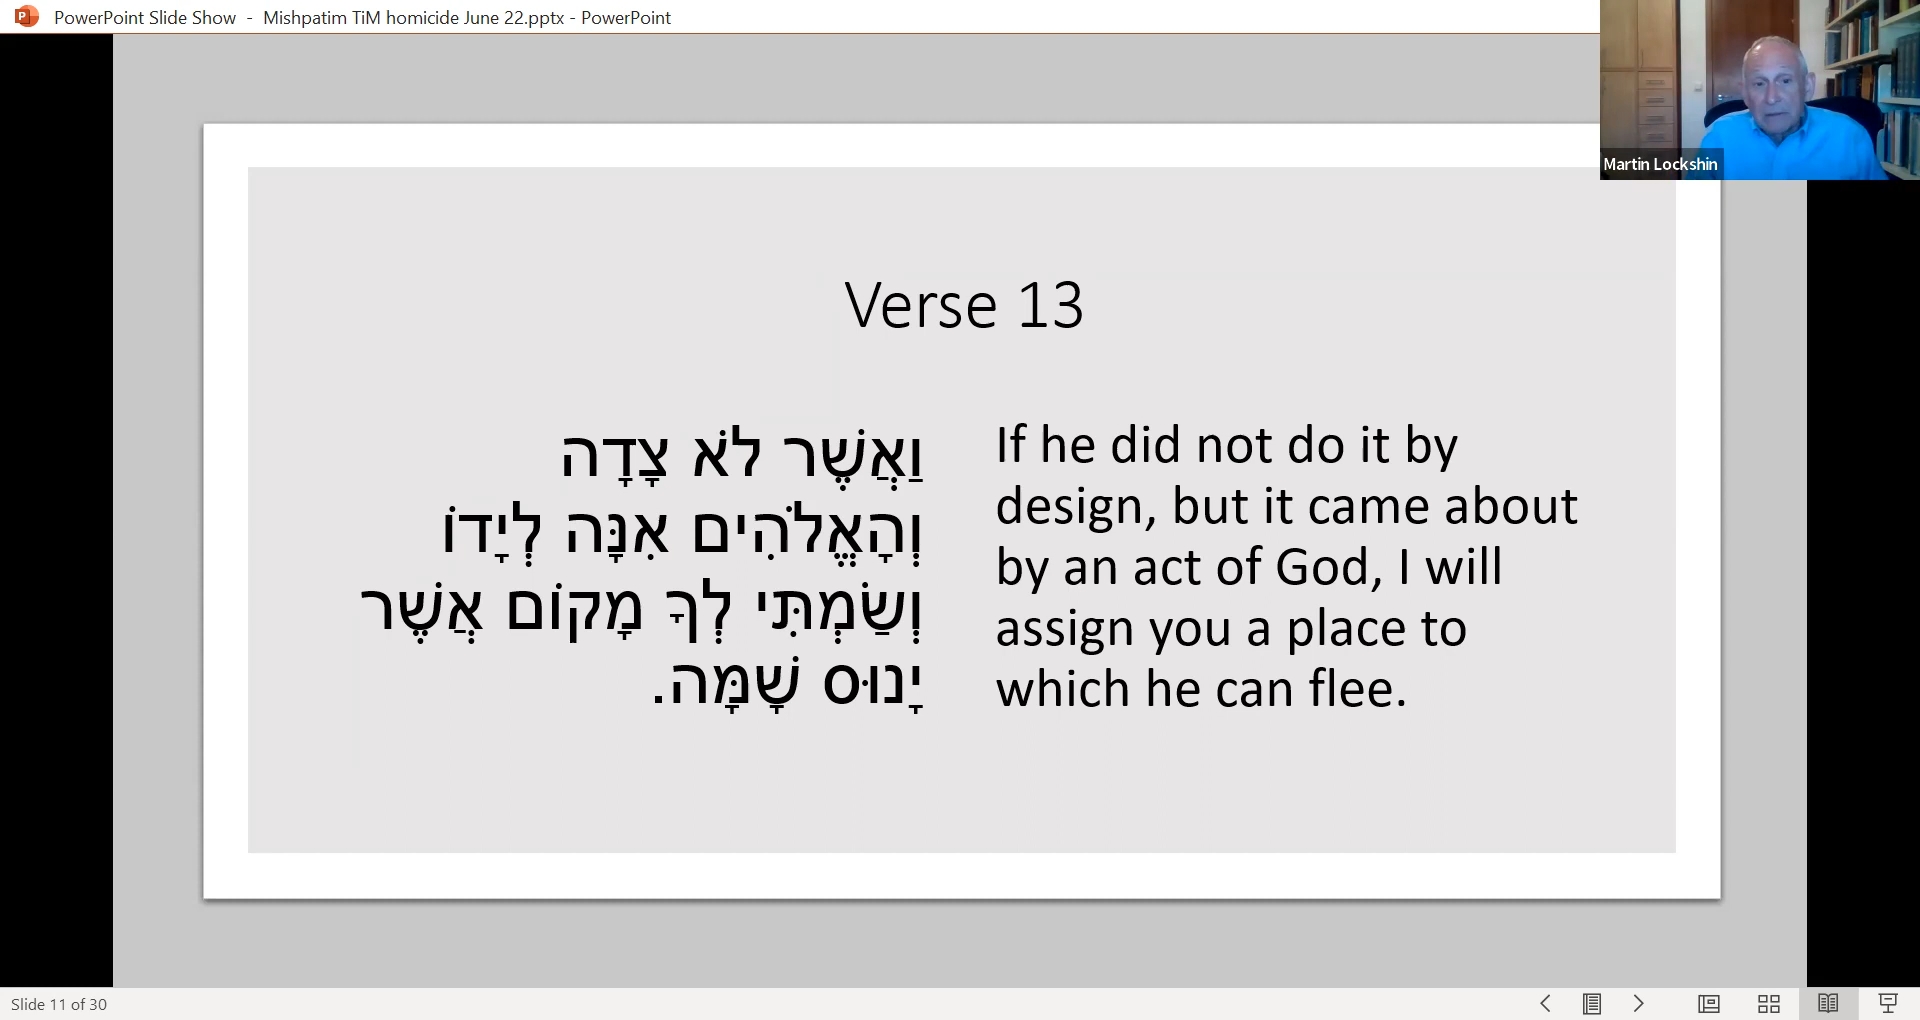 PowerPoint Slide Show - Mishpatim TiM homicide June 22.pptx - PowerPoint
Martin Lockshin
Verse 13
וַאֲשֶׁר לֹא צָדָה
וְהָאֱלֹהִים אִנָּה לְיָדוֹ
וְשַׂמְתִּי לְךָ מָקוֹם אֲשֶׁר
יָנוּס שָׁמָּה.
If he did not do it by
design, but it came about
by an act of God, I will
assign you a place to
which he can flee.
Slide 11 of 30